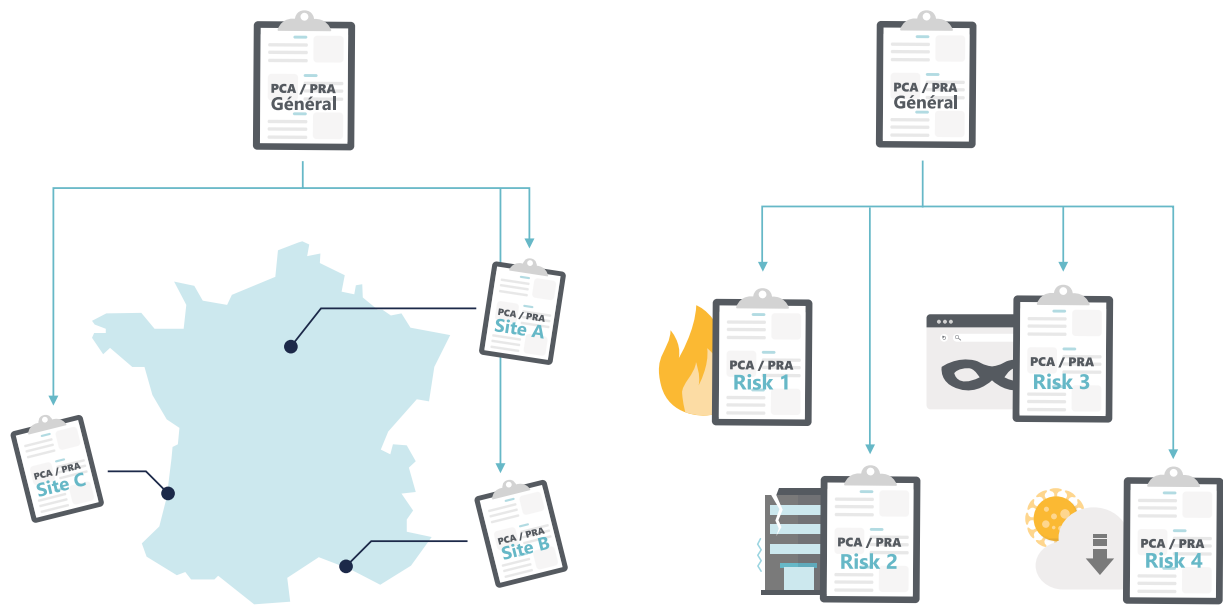 PCA / PRA
Général
PCA / PRA
Site A
PCA / PRA
Site C
PCA / PRA
Site B
PCA / PRA
Général
PCA / PRA
Risk 1
PCA / PRA
Risk 3
PCA / PRA
Risk 2
PCA / PRA
Risk 4